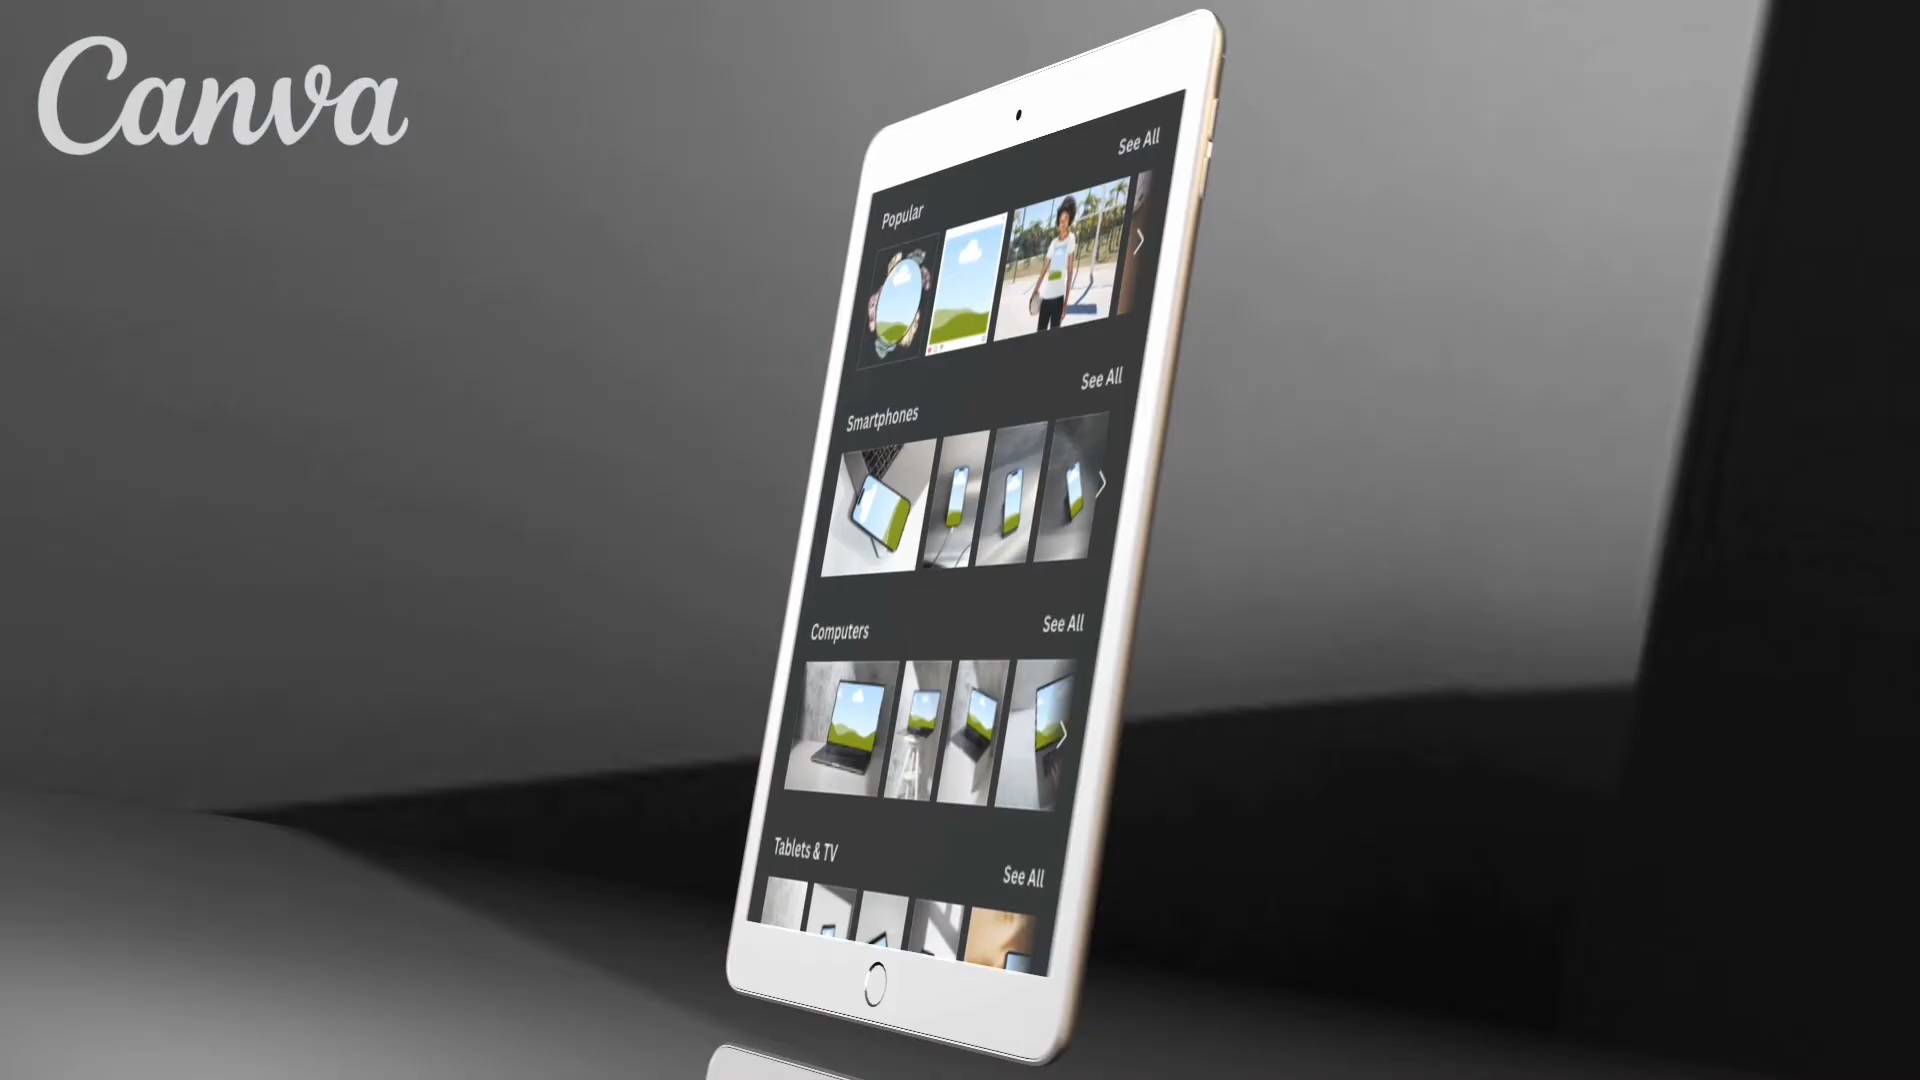 Canva
See All
Popular
See All
Smartphones
Computers
See All
Tablets & TV
See All